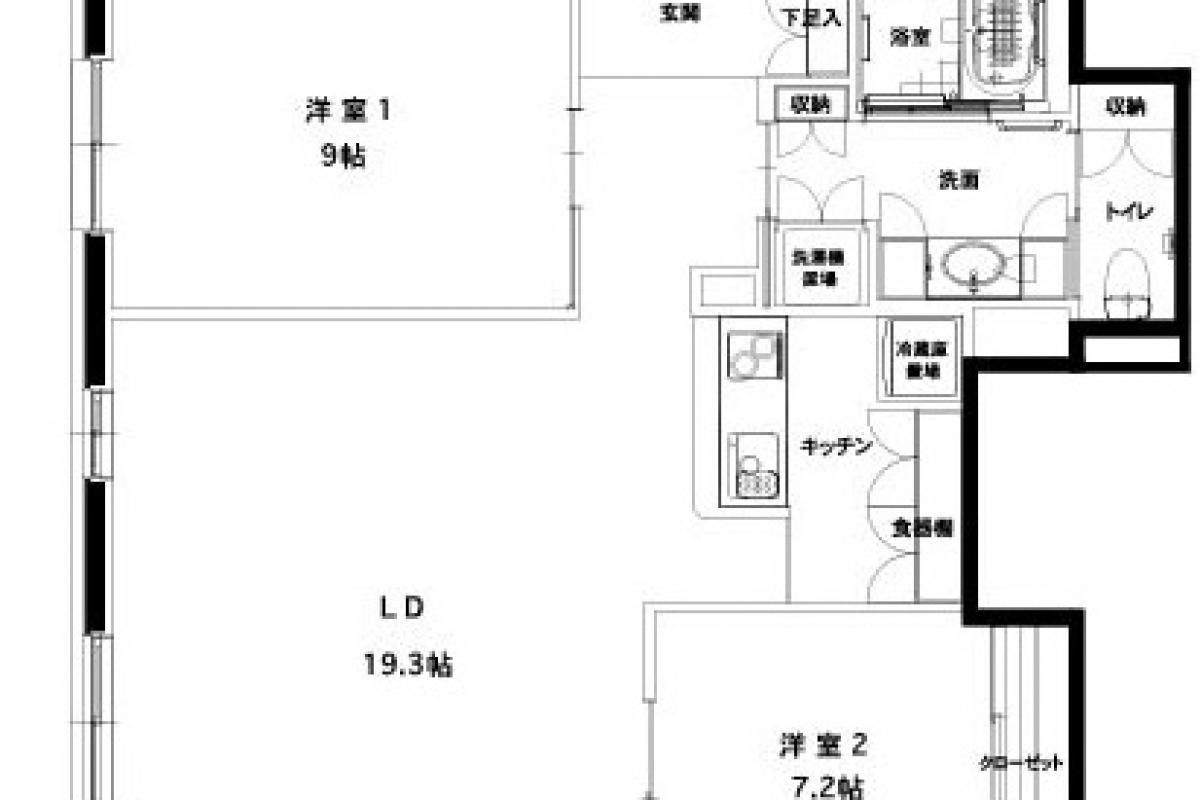 玄関
下足入
浴室
洋室1
9帖
収納
収納
洗面
トイレ
洗濯機
置場
冷蔵庫
置場
キッチン
食器棚
LD
19.3帖
洋室2
7.2帖
クローゼット